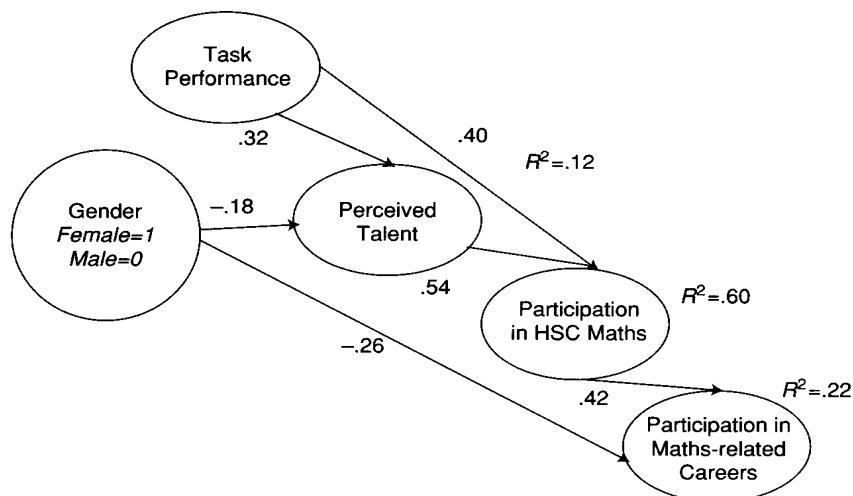 Task
Performance
.32
.40
R²=.12
Gender
Female=1
Male=0
–.18
Perceived
Talent
.54
Participation
in HSC Maths
R²=.60
–.26
.42
R²=.22
Participation in
Maths-related
Careers